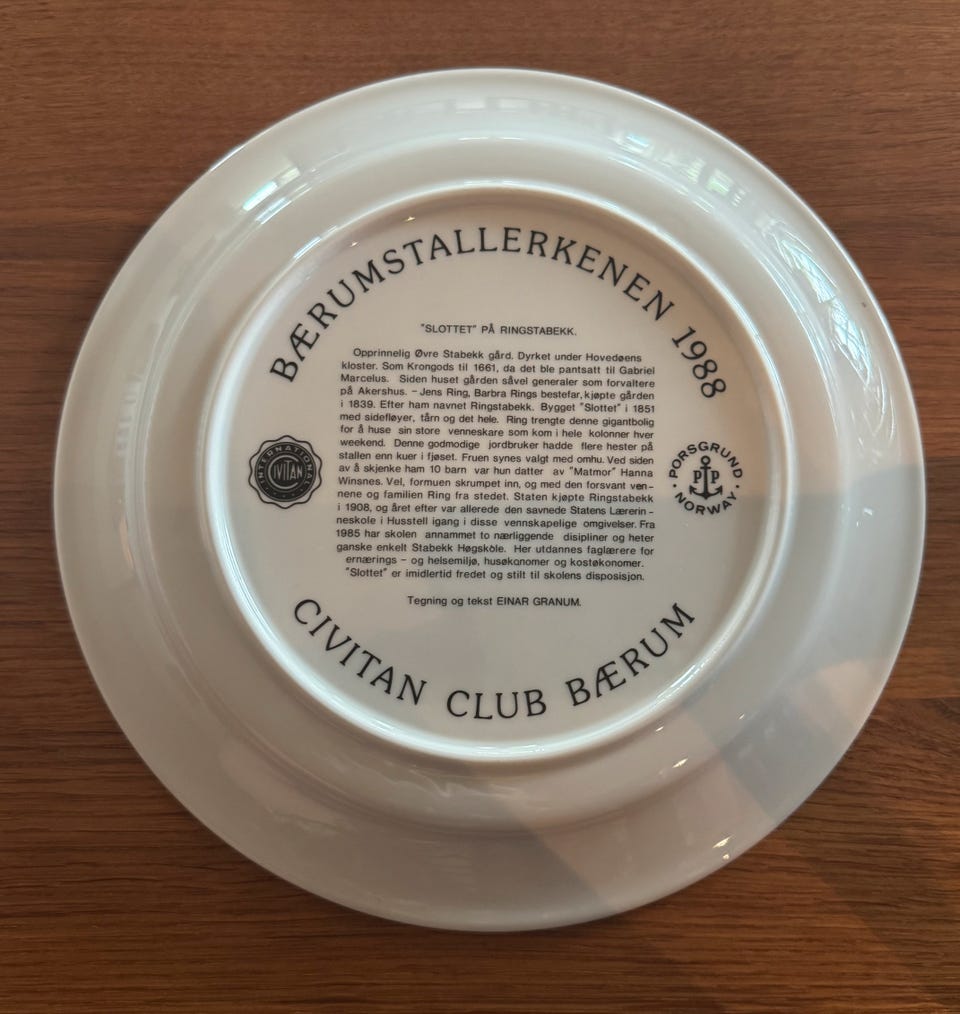 BÆRUMSTALLERKENEN 1988
"SLOTTET" PÅ RINGSTABEKK.
Opprinnelig Øvre Stabekk gård. Dyrket under Hovedøens
kloster. Som Krongods til 1661, da det ble pantsatt til Gabriel
Marcelus. Siden huset gården såvel generaler som forvaltere
på Akershus. – Jens Ring, Barbra Rings bestefar, kjøpte gården
i 1839. Efter ham navnet Ringstabekk. Bygget "Slottet" i 1851
med sidefløyer, tårn og det hele. Ring trengte denne gigantbolig
for å huse sin store venneskare som kom i hele kolonner hver
weekend. Denne godmodige jordbruker hadde flere hester på
stallen enn kuer i fjøset. Fruen synes valgt med omhu. Ved siden
av å skjenke ham 10 barn var hun datter av "Matmor" Hanna
Winsnes. Vel, formuen skrumpet inn, og med den forsvant ven-
nene og familien Ring fra stedet. Staten kjøpte Ringstabekk
i 1908, og året efter var allerede den savnede Statens Lærerin-
neskole i Husstell igang i disse vennskapelige omgivelser. Fra
1985 har skolen annammet to nærliggende disipliner og heter
ganske enkelt Stabekk Høgskole. Her utdannes faglærere for
ernærings – og helsemiljø, husøkonomer og kostøkonomer.
"Slottet" er imidlertid fredet og stilt til skolens disposisjon.
Tegning og tekst EINAR GRANUM.
INTERNATIONAL
CIVITAN
PORSGRUND
P P
NORWAY
CIVITAN CLUB BÆRUM